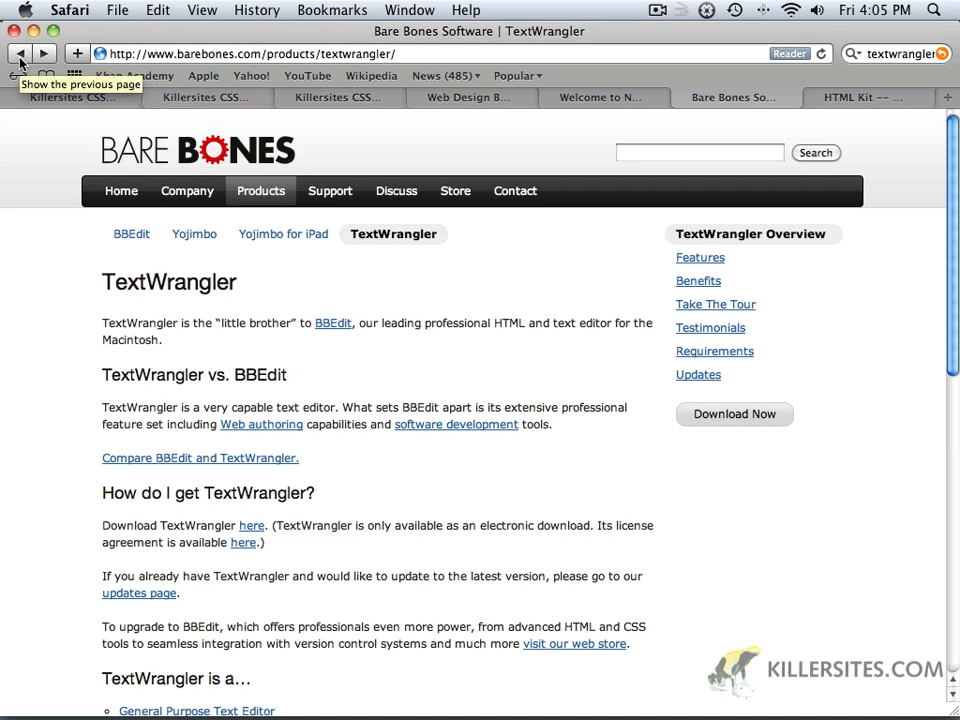 Safari File Edit View History Bookmarks Window Help Fri 4:05 PM
Bare Bones Software | TextWrangler
http://www.barebones.com/products/textwrangler/ Reader textwrangler
Khan Academy Apple Yahoo! YouTube Wikipedia News (485) Popular
Show the previous page
Killersites CSS... Killersites CSS... Killersites CSS... Web Design B... Welcome to N... Bare Bones So... HTML Kit -- ...
BARE BONES
Search
Home Company Products Support Discuss Store Contact
BBEdit Yojimbo Yojimbo for iPad TextWrangler
TextWrangler Overview
Features
Benefits
Take The Tour
Testimonials
Requirements
Updates
Download Now
TextWrangler
TextWrangler is the “little brother” to BBEdit, our leading professional HTML and text editor for the
Macintosh.
TextWrangler vs. BBEdit
TextWrangler is a very capable text editor. What sets BBEdit apart is its extensive professional
feature set including Web authoring capabilities and software development tools.
Compare BBEdit and TextWrangler.
How do I get TextWrangler?
Download TextWrangler here. (TextWrangler is only available as an electronic download. Its license
agreement is available here.)
If you already have TextWrangler and would like to update to the latest version, please go to our
updates page.
To upgrade to BBEdit, which offers professionals even more power, from advanced HTML and CSS
tools to seamless integration with version control systems and much more visit our web store.
TextWrangler is a...
General Purpose Text Editor
KILLERSITES.COM